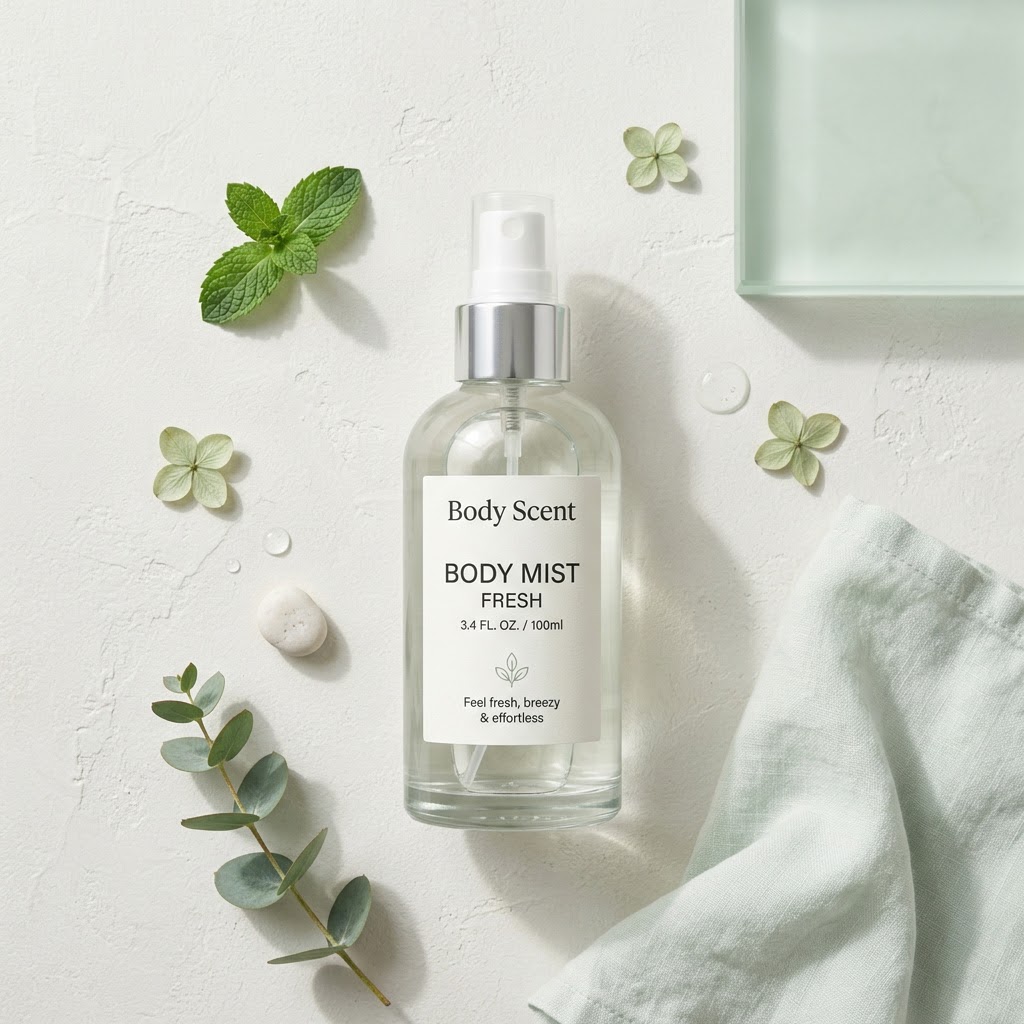 Body Scent
BODY MIST
FRESH
3.4 FL. OZ. / 100ml
Feel fresh, breezy
& effortless